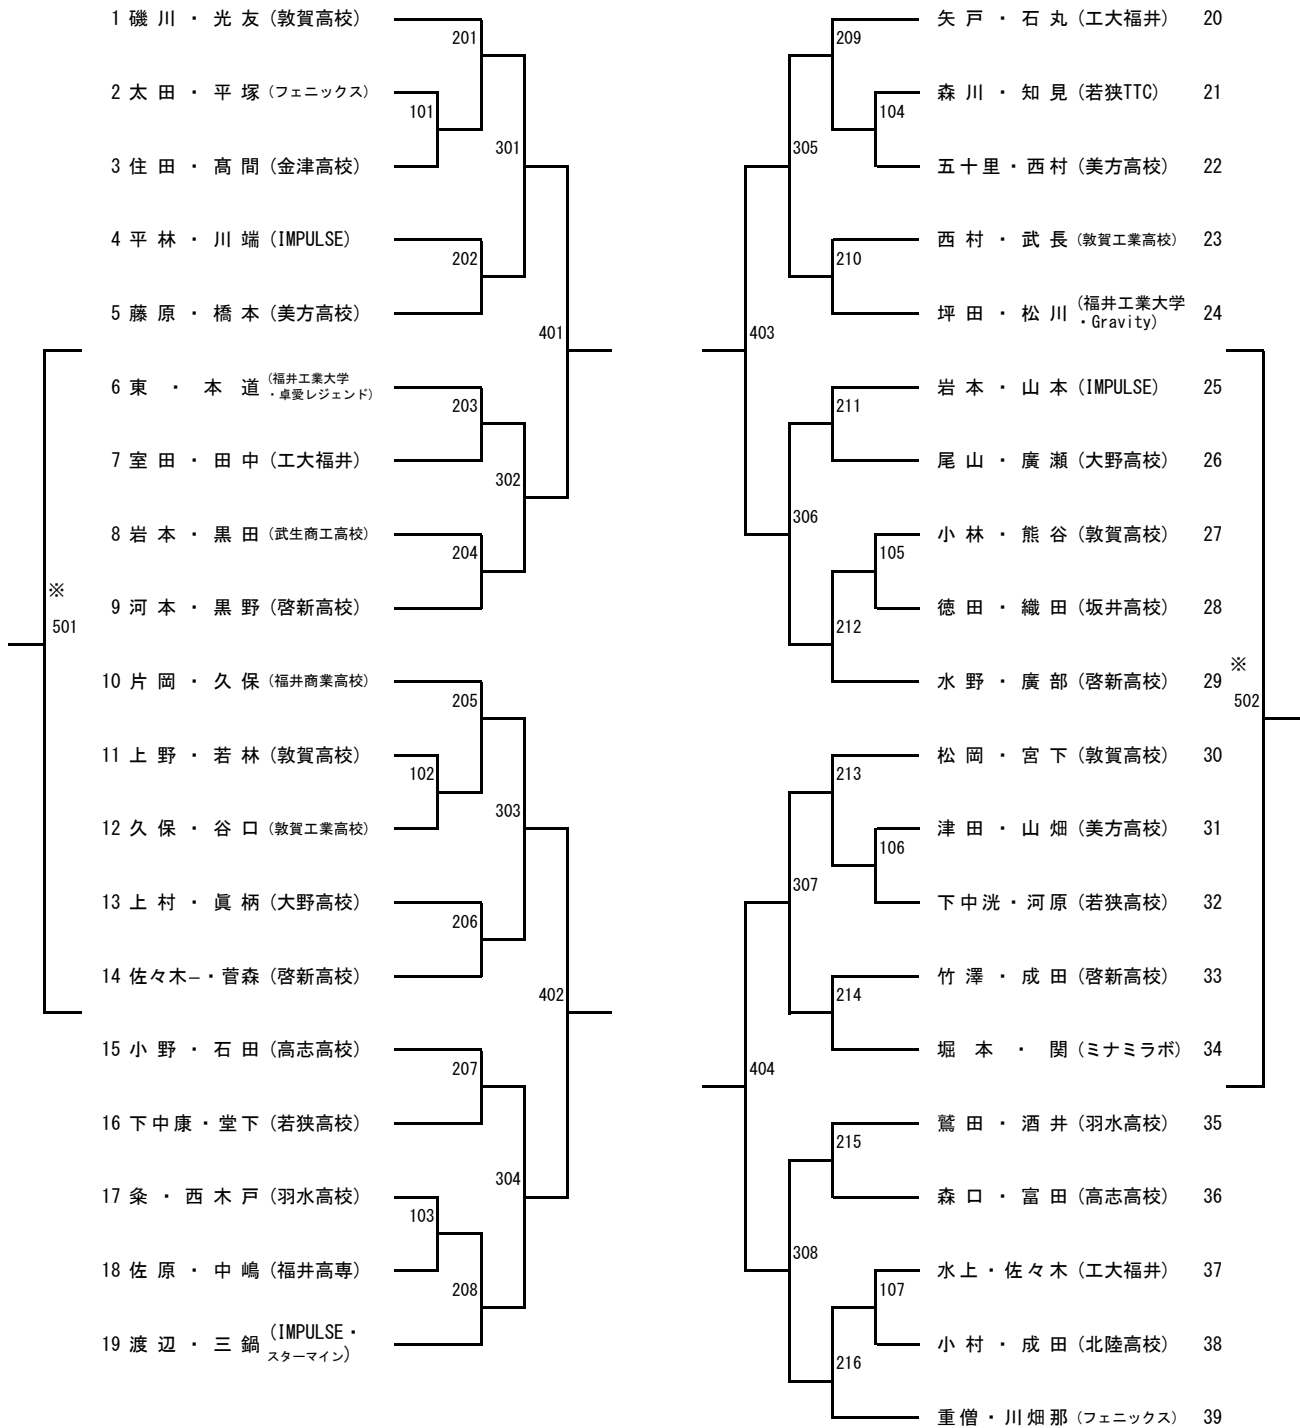 1 磯川・光友 (敦賀高校)
201
2 太田・平塚 (フェニックス)
101
3 住田・髙間 (金津高校)
301
4 平林・川端 (IMPULSE)
202
5 藤原・橋本 (美方高校)
401
6 東・本道 (福井工業大学
・卓愛レジェンド)
203
7 室田・田中 (工大福井)
302
8 岩本・黒田 (武生商工高校)
204
9 河本・黒野 (啓新高校)
※
501
10 片岡・久保 (福井商業高校)
205
11 上野・若林 (敦賀高校)
102
12 久保・谷口 (敦賀工業高校)
303
13 上村・眞柄 (大野高校)
206
14 佐々木一・菅森 (啓新高校)
402
15 小野・石田 (高志高校)
207
16 下中康・堂下 (若狭高校)
304
17 粂・西木戸 (羽水高校)
103
18 佐原・中嶋 (福井高専)
208
19 渡辺・三鍋 (IMPULSE・
スターマイン)
矢戸・石丸 (工大福井) 20
209
森川・知見 (若狭TTC) 21
104
五十里・西村 (美方高校) 22
305
西村・武長 (敦賀工業高校) 23
210
坪田・松川 (福井工業大学
・Gravity) 24
403
岩本・山本 (IMPULSE) 25
211
尾山・廣瀬 (大野高校) 26
306
小林・熊谷 (敦賀高校) 27
105
徳田・織田 (坂井高校) 28
212
水野・廣部 (啓新高校) 29
※
502
松岡・宮下 (敦賀高校) 30
213
津田・山畑 (美方高校) 31
106
下中洸・河原 (若狭高校) 32
307
竹澤・成田 (啓新高校) 33
214
堀本・関 (ミナミラボ) 34
404
鷲田・酒井 (羽水高校) 35
215
森口・富田 (高志高校) 36
308
水上・佐々木 (工大福井) 37
107
小村・成田 (北陸高校) 38
216
重僧・川畑那 (フェニックス) 39